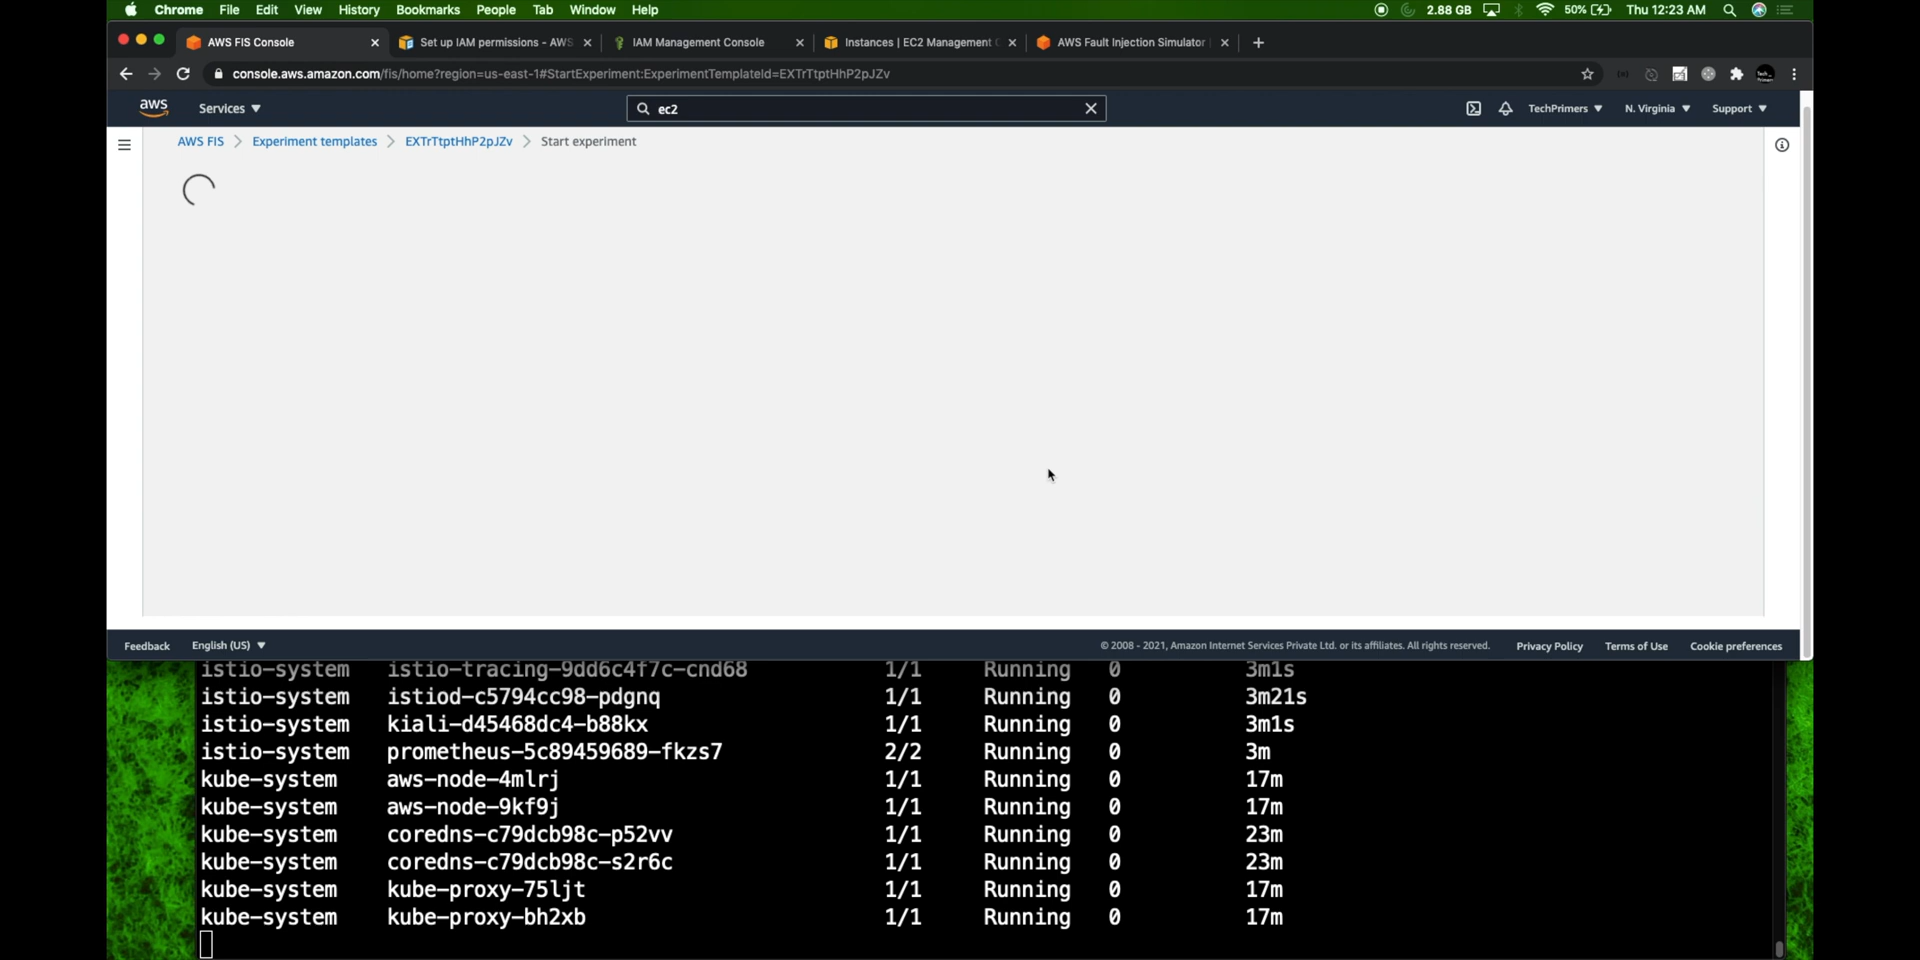 Chrome File Edit View History Bookmarks People Tab Window Help 2.88 GB 50% Thu 12:23 AM
AWS FIS Console Set up IAM permissions - AWS IAM Management Console Instances | EC2 Management C AWS Fault Injection Simulator |
console.aws.amazon.com/fis/home?region=us-east-1#StartExperiment:ExperimentTemplateId=EXTrTtptHhP2pJZv
aws Services ec2 TechPrimers N. Virginia Support
AWS FIS Experiment templates EXTrTtptHhP2pJZv Start experiment
Feedback English (US) © 2008 - 2021, Amazon Internet Services Private Ltd. or its affiliates. All rights reserved. Privacy Policy Terms of Use Cookie preferences
istio-system istio-tracing-9dd6c4f7c-cnd68 1/1 Running 0 3m1s
istio-system istiod-c5794cc98-pdgnq 1/1 Running 0 3m21s
istio-system kiali-d45468dc4-b88kx 1/1 Running 0 3m1s
istio-system prometheus-5c89459689-fkzs7 2/2 Running 0 3m
kube-system aws-node-4mlrj 1/1 Running 0 17m
kube-system aws-node-9kf9j 1/1 Running 0 17m
kube-system coredns-c79dcb98c-p52vv 1/1 Running 0 23m
kube-system coredns-c79dcb98c-s2r6c 1/1 Running 0 23m
kube-system kube-proxy-75ljt 1/1 Running 0 17m
kube-system kube-proxy-bh2xb 1/1 Running 0 17m